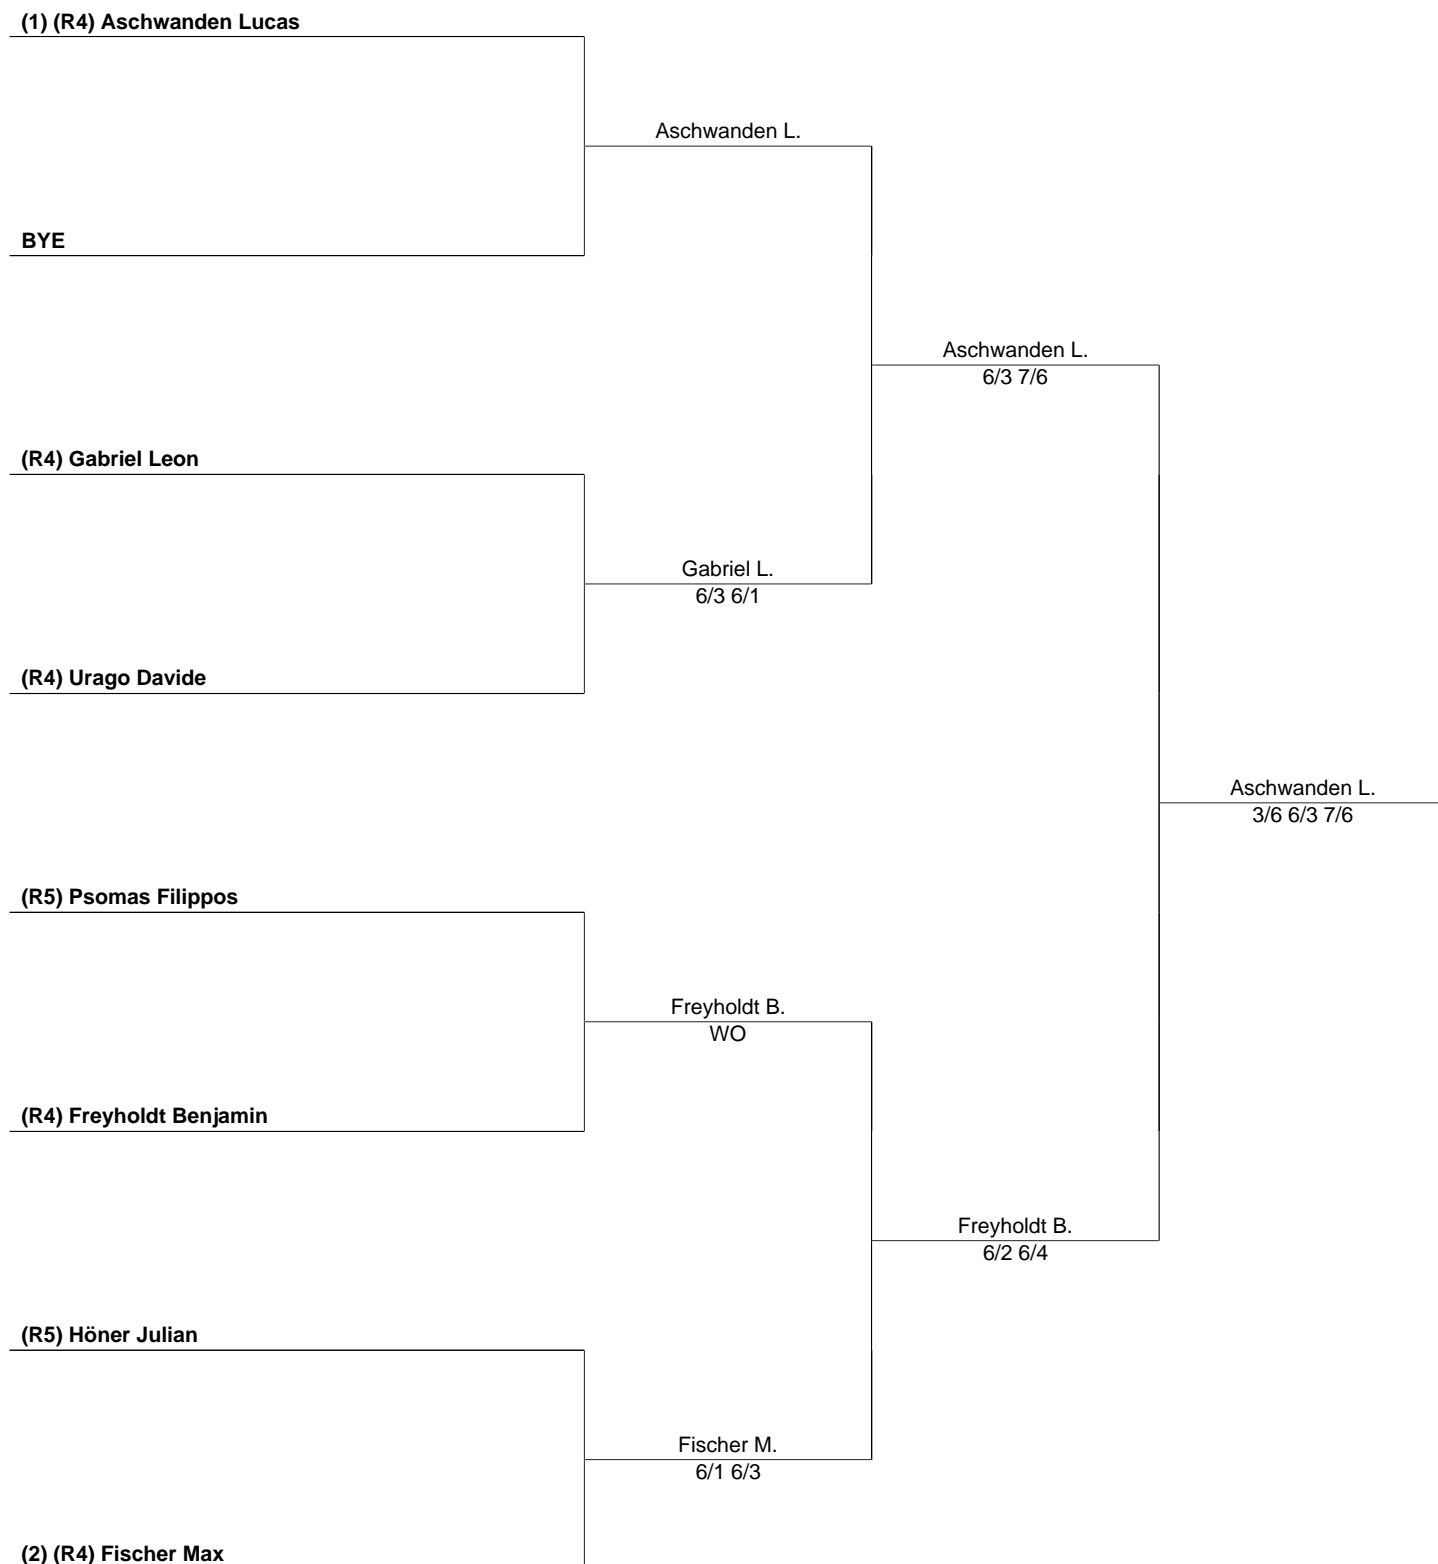 (1) (R4) Aschwanden Lucas
Aschwanden L.
BYE
Aschwanden L.
6/3 7/6
(R4) Gabriel Leon
Gabriel L.
6/3 6/1
(R4) Urago Davide
Aschwanden L.
3/6 6/3 7/6
(R5) Psomas Filippos
Freyholdt B.
WO
(R4) Freyholdt Benjamin
Freyholdt B.
6/2 6/4
(R5) Höner Julian
Fischer M.
6/1 6/3
(2) (R4) Fischer Max